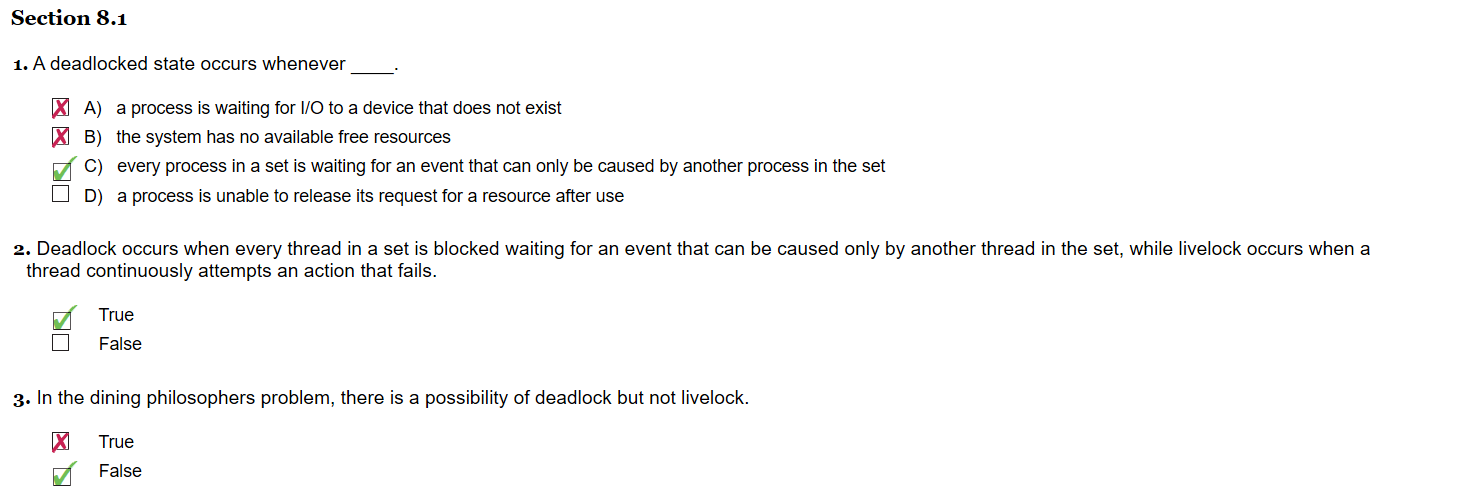 Section 8.1
1. A deadlocked state occurs whenever ____.
A) a process is waiting for I/O to a device that does not exist
B) the system has no available free resources
C) every process in a set is waiting for an event that can only be caused by another process in the set
D) a process is unable to release its request for a resource after use
2. Deadlock occurs when every thread in a set is blocked waiting for an event that can be caused only by another thread in the set, while livelock occurs when a
thread continuously attempts an action that fails.
True
False
3. In the dining philosophers problem, there is a possibility of deadlock but not livelock.
True
False